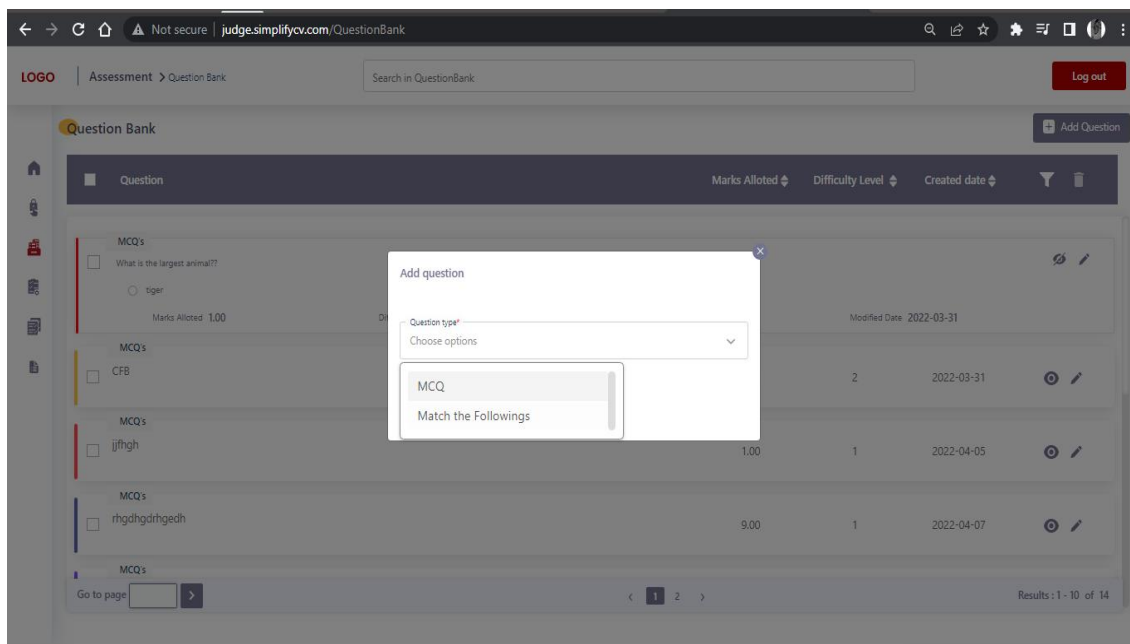 Not secure | judge.simplifycv.com/QuestionBank
LOGO Assessment > Question Bank Search in QuestionBank Log out
Question Bank Add Question
Question Marks Alloted Difficulty Level Created date
MCQ's
What is the largest animal??
tiger
Marks Alloted 1.00 Modified Date 2022-03-31
Add question
Question type*
Choose options
MCQ
Match the Followings
MCQ's
CFB 2 2022-03-31
MCQ's
jjfhgh 1.00 1 2022-04-05
MCQ's
rhgdhgdrhgedh 9.00 1 2022-04-07
MCQ's
Go to page > < 1 2 > Results : 1 - 10 of 14